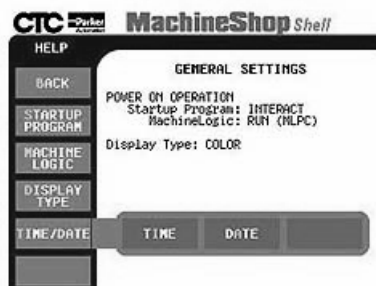 CTC Parker Automation MachineShop Shell
HELP
BACK
STARTUP
PROGRAM
MACHINE
LOGIC
DISPLAY
TYPE
TIME/DATE
GENERAL SETTINGS
POWER ON OPERATION
Startup Program: INTERACT
MachineLogic: RUN (MLPC)
Display Type: COLOR
TIME
DATE